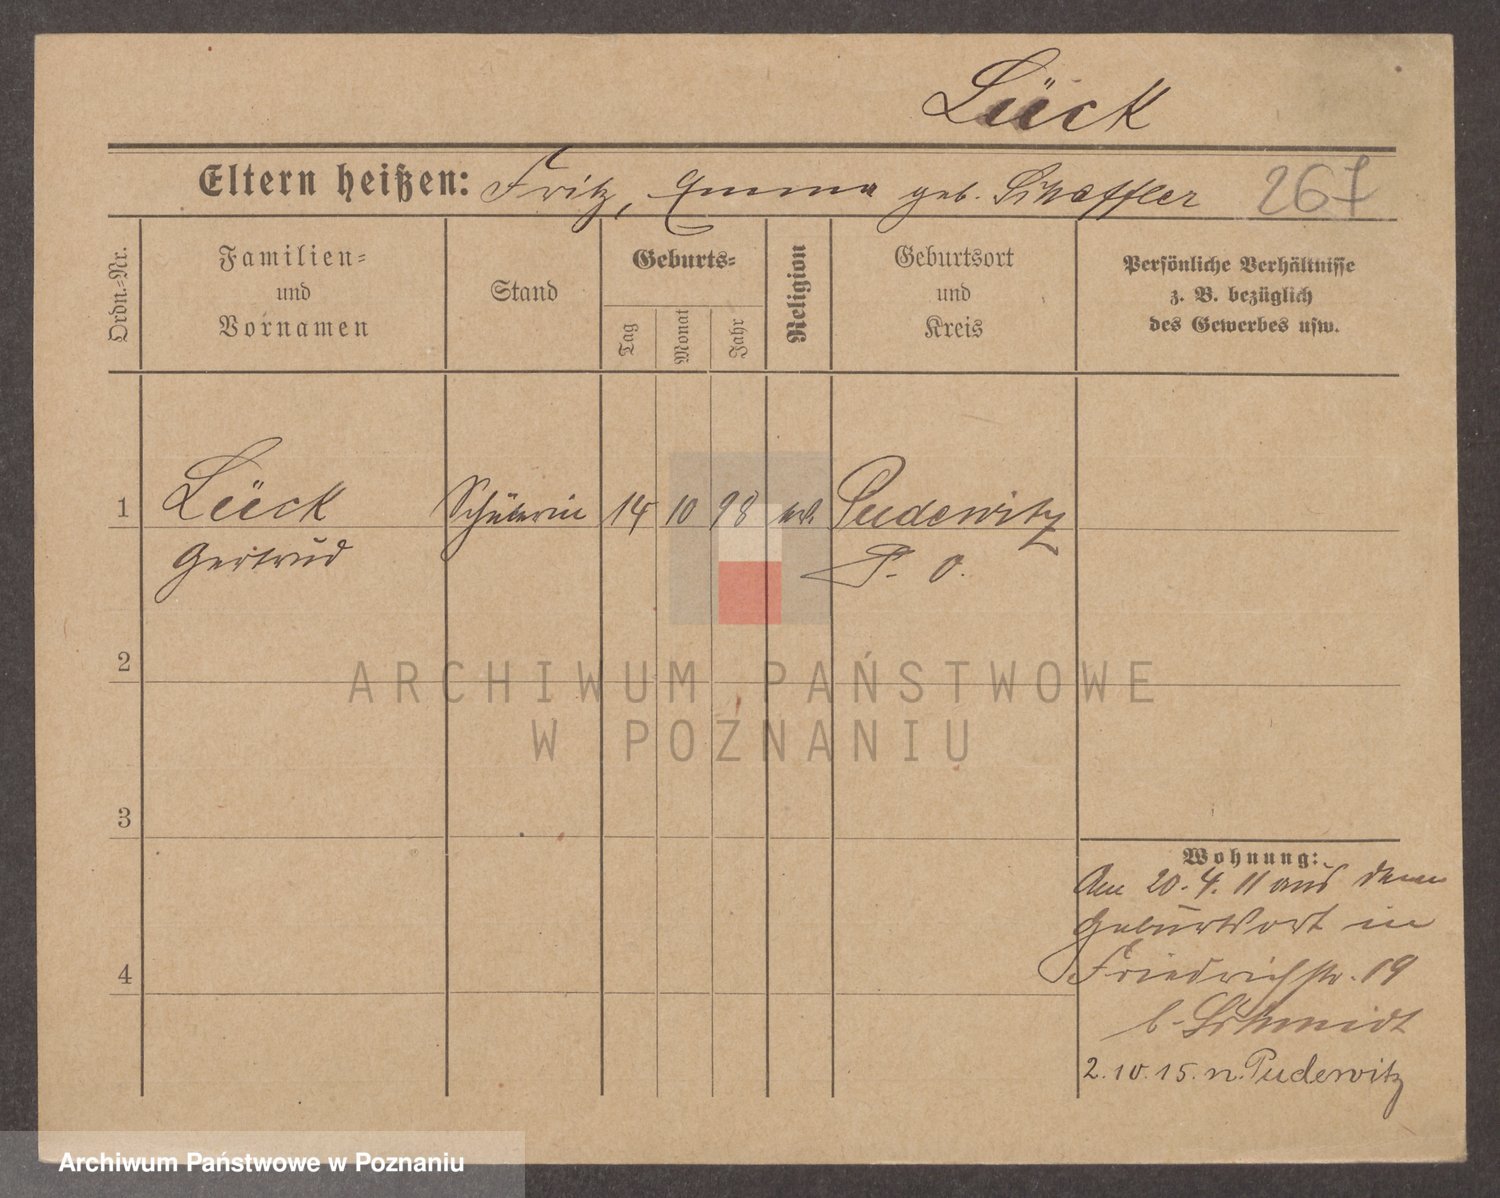 Lück
Eltern heißen: Fritz, Emma geb. Schaffler 267
Ordn.-Nr.
Familien-
und
Vornamen
Stand
Geburts-
Tag
Monat
Jahr
Religion
Geburtsort
und
Kreis
Persönliche Verhältnisse
z. B. bezüglich
des Gewerbes usw.
1 Lück Schülerin 14 10 98 Pudewitz
Gertrud P. O.
2
ARCHIWUM PAŃSTWOWE
W POZNANIU
3
Wohnung:
Am 20.4.11 aus dem
Geburtsort in
4
Friedrichstr. 19
b. Schmidt
2.10.15. n. Pudewitz
Archiwum Państwowe w Poznaniu